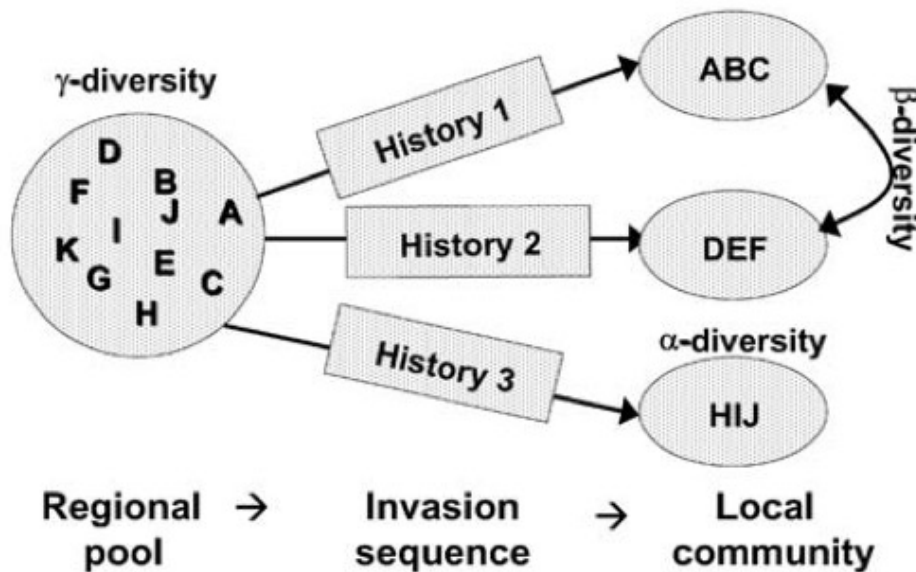 γ-diversity
D
B
F
J
A
I
K
E
G
C
H
History 1
History 2
History 3
ABC
β-diversity
DEF
α-diversity
HIJ
Regional → Invasion → Local
pool sequence community